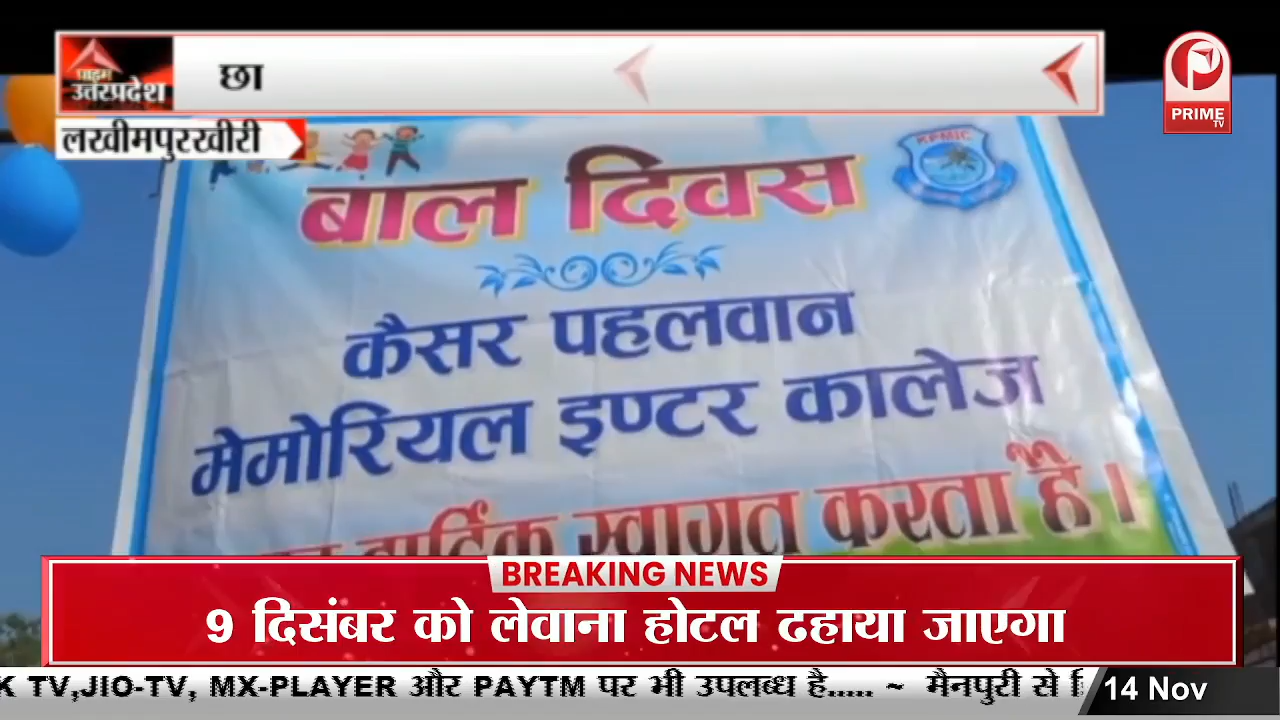 प्राइम
उत्तरप्रदेश
छा
PRIME
TV
लखीमपुरखीरी
KPMIC
बाल दिवस
कैसर पहलवान
मेमोरियल इण्टर कालेज
हार्दिक स्वागत करता है।
BREAKING NEWS
9 दिसंबर को लेवाना होटल ढहाया जाएगा
K TV,JIO-TV, MX-PLAYER और PAYTM पर भी उपलब्ध है..... ~ मैनपुरी से
14 Nov